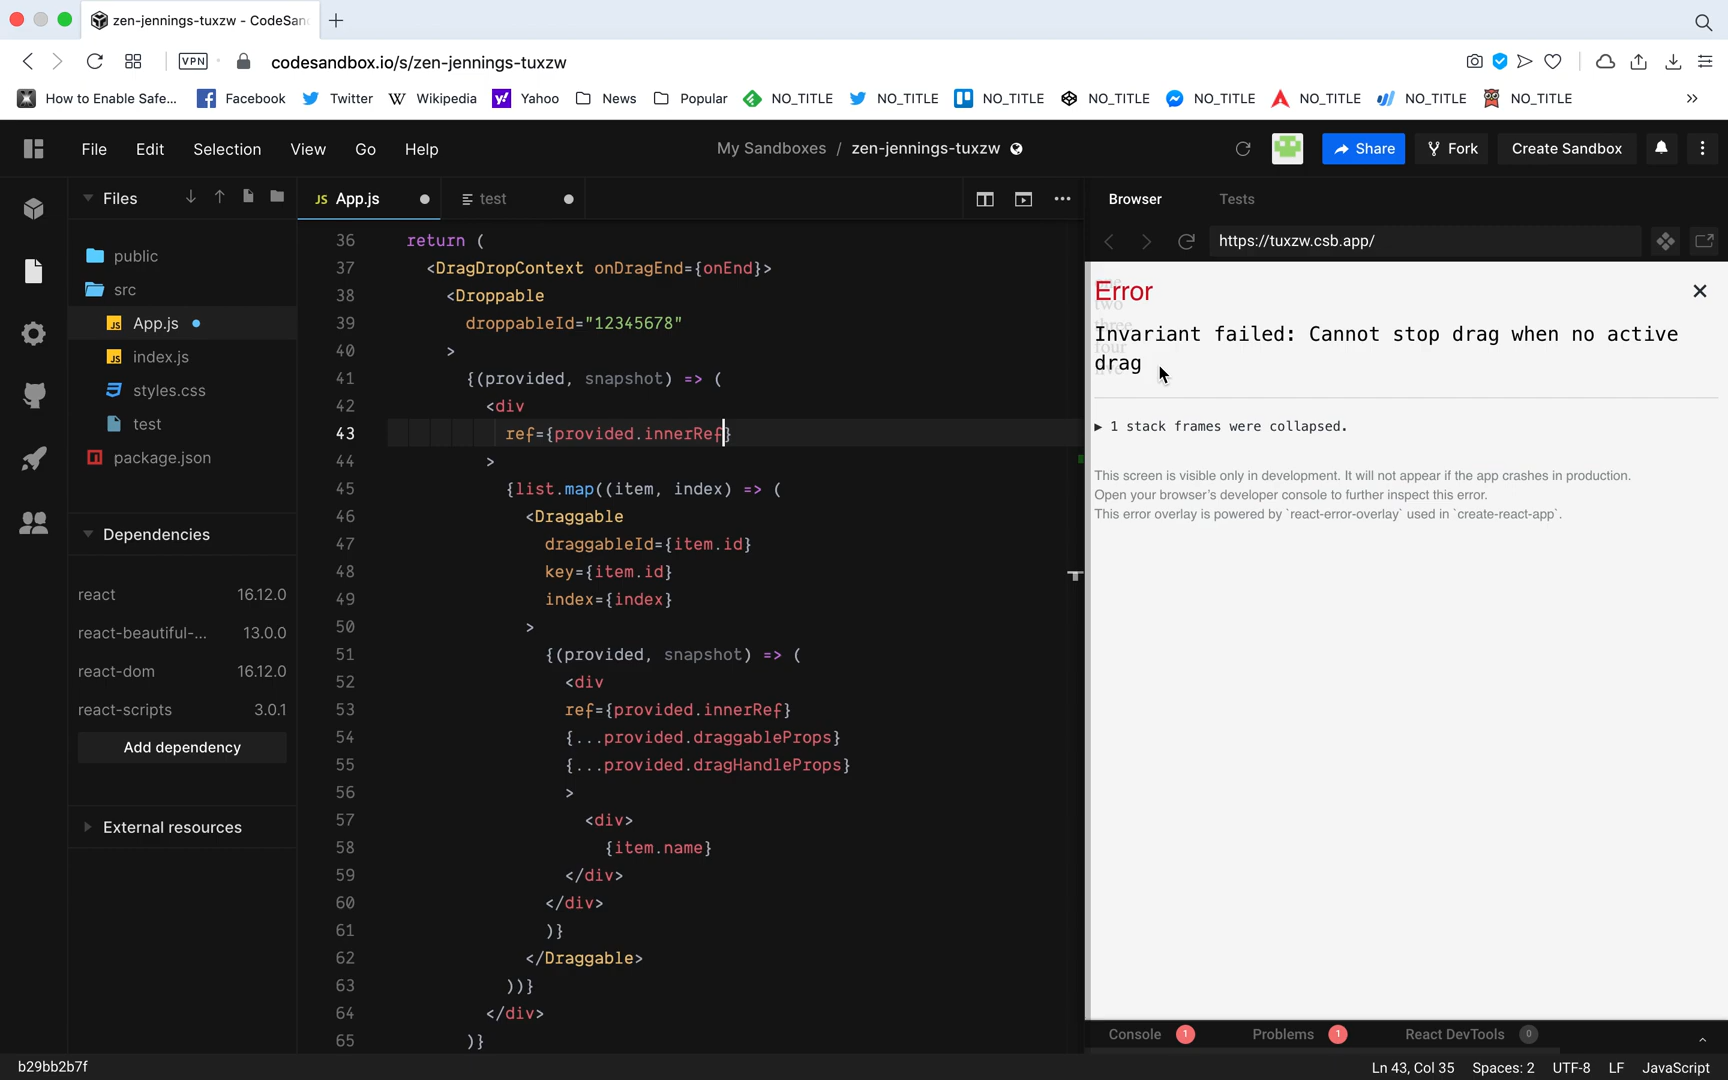 zen-jennings-tuxzw - CodeSan
VPN
codesandbox.io/s/zen-jennings-tuxzw
How to Enable Safe...
Facebook
Twitter
Wikipedia
Yahoo
News
Popular
NO_TITLE
NO_TITLE
NO_TITLE
NO_TITLE
NO_TITLE
NO_TITLE
NO_TITLE
NO_TITLE
File Edit Selection View Go Help
My Sandboxes / zen-jennings-tuxzw
Share
Fork
Create Sandbox
Files
public
src
App.js
index.js
styles.css
test
package.json
Dependencies
react 16.12.0
react-beautiful-... 13.0.0
react-dom 16.12.0
react-scripts 3.0.1
Add dependency
External resources
JS App.js
test
36 return (
37 <DragDropContext onDragEnd={onEnd}>
38 <Droppable
39 droppableId="12345678"
40 >
41 {(provided, snapshot) => (
42 <div
43 ref={provided.innerRef}
44 >
45 {list.map((item, index) => (
46 <Draggable
47 draggableId={item.id}
48 key={item.id}
49 index={index}
50 >
51 {(provided, snapshot) => (
52 <div
53 ref={provided.innerRef}
54 {...provided.draggableProps}
55 {...provided.dragHandleProps}
56 >
57 <div>
58 {item.name}
59 </div>
60 </div>
61 )}
62 </Draggable>
63 ))}
64 </div>
65 )}
Browser
Tests
https://tuxzw.csb.app/
one
two
three
four
five
Error
Invariant failed: Cannot stop drag when no active
drag
▶ 1 stack frames were collapsed.
This screen is visible only in development. It will not appear if the app crashes in production.
Open your browser's developer console to further inspect this error.
This error overlay is powered by `react-error-overlay` used in `create-react-app`.
Console 1
Problems 1
React DevTools 0
b29bb2b7f
Ln 43, Col 35 Spaces: 2 UTF-8 LF JavaScript